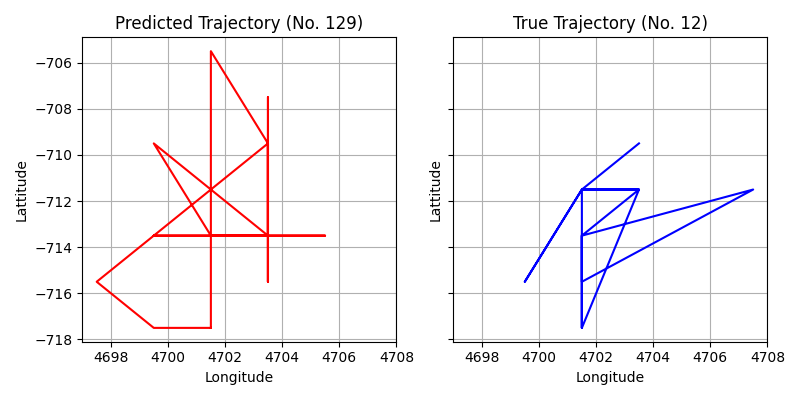 Predicted Trajectory (No. 129)
True Trajectory (No. 12)
Lattitude
−706
−708
−710
−712
−714
−716
−718
4698 4700 4702 4704 4706 4708
Longitude
Lattitude
4698 4700 4702 4704 4706 4708
Longitude